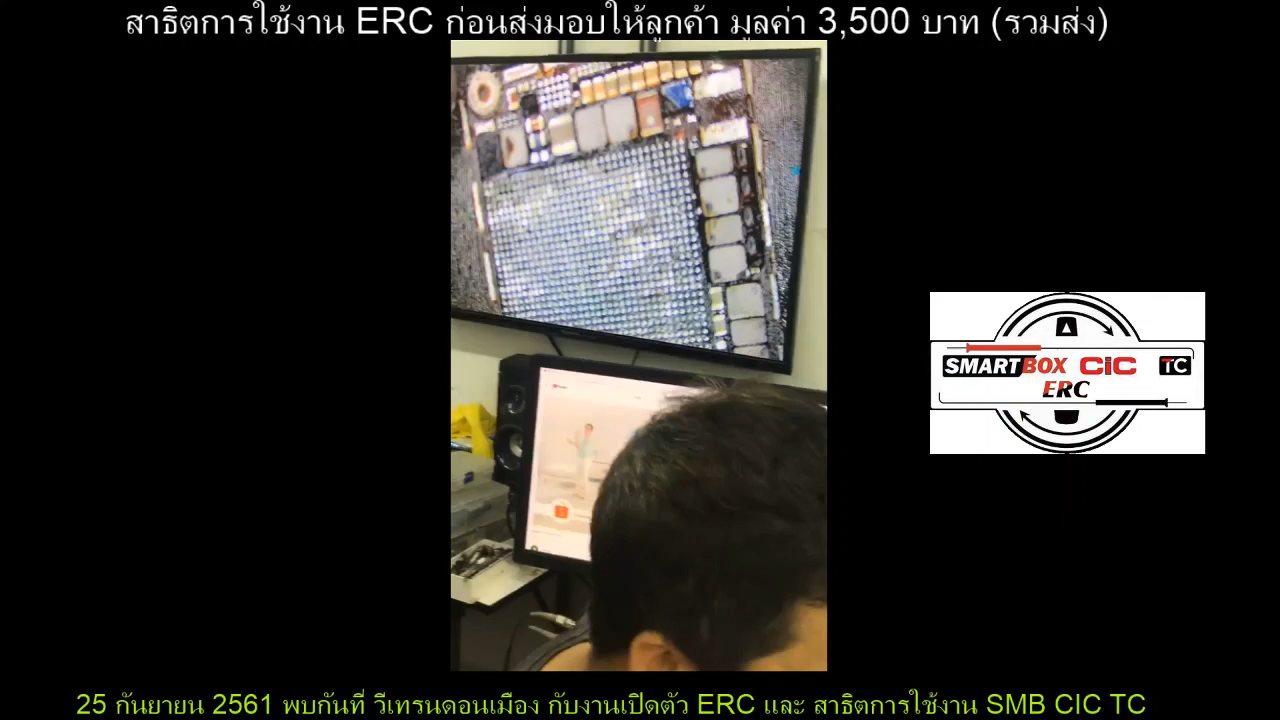 สาธิตการใช้งาน ERC ก่อนส่งมอบให้ลูกค้า มูลค่า 3,500 บาท (รวมส่ง)
SMARTBOX CiC TC
ERC
25 กันยายน 2561 พบกันที่ วีเทรนดอนเมือง กับงานเปิดตัว ERC และ สาธิตการใช้งาน SMB CIC TC